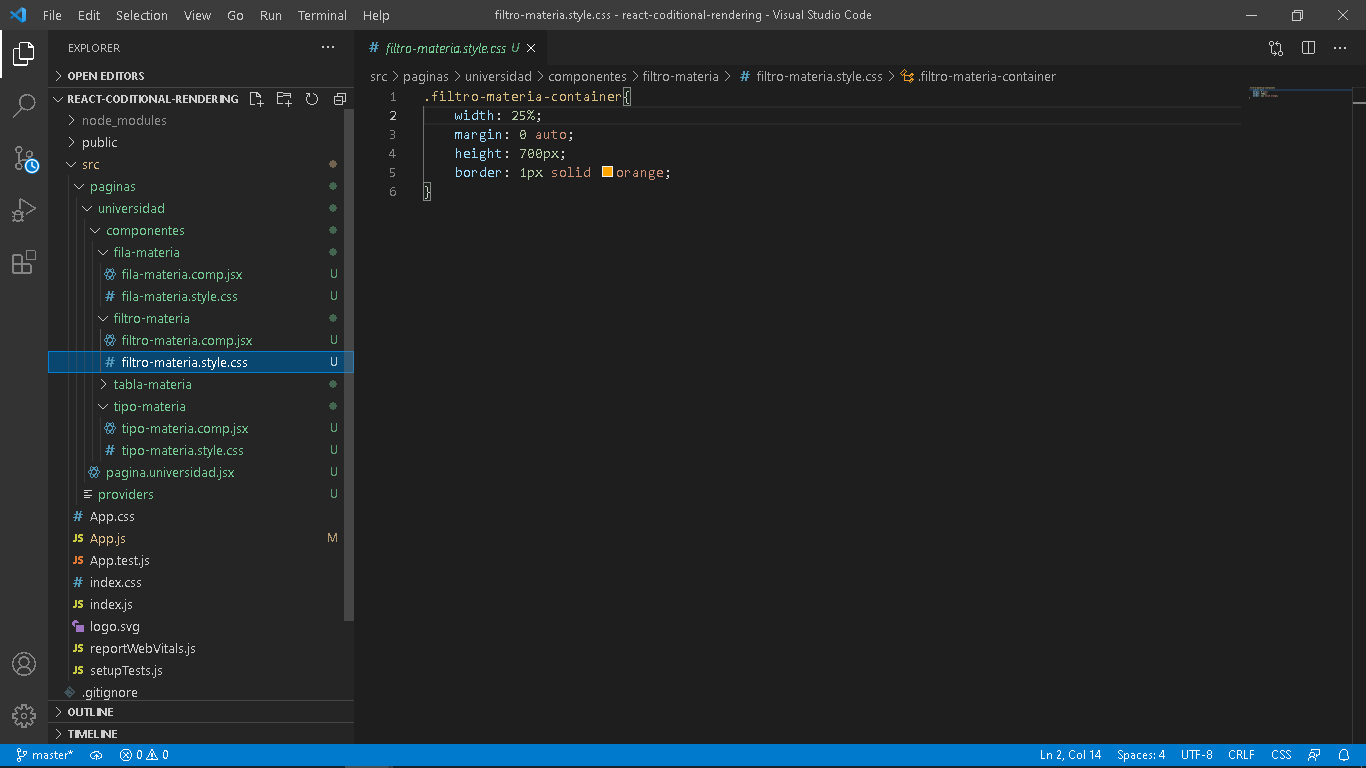 File Edit Selection View Go Run Terminal Help filtro-materia.style.css - react-coditional-rendering - Visual Studio Code
EXPLORER
OPEN EDITORS
REACT-CODITIONAL-RENDERING
node_modules
public
src
paginas
universidad
componentes
fila-materia
fila-materia.comp.jsx U
# fila-materia.style.css U
filtro-materia
filtro-materia.comp.jsx U
# filtro-materia.style.css U
tabla-materia
tipo-materia
tipo-materia.comp.jsx U
# tipo-materia.style.css U
pagina.universidad.jsx U
providers U
# App.css
JS App.js M
JS App.test.js
# index.css
JS index.js
logo.svg
JS reportWebVitals.js
JS setupTests.js
.gitignore
OUTLINE
TIMELINE
# filtro-materia.style.css U
src > paginas > universidad > componentes > filtro-materia > # filtro-materia.style.css > .filtro-materia-container
1 .filtro-materia-container{
2 width: 25%;
3 margin: 0 auto;
4 height: 700px;
5 border: 1px solid orange;
6 }
master* 0 0 Ln 2, Col 14 Spaces: 4 UTF-8 CRLF CSS